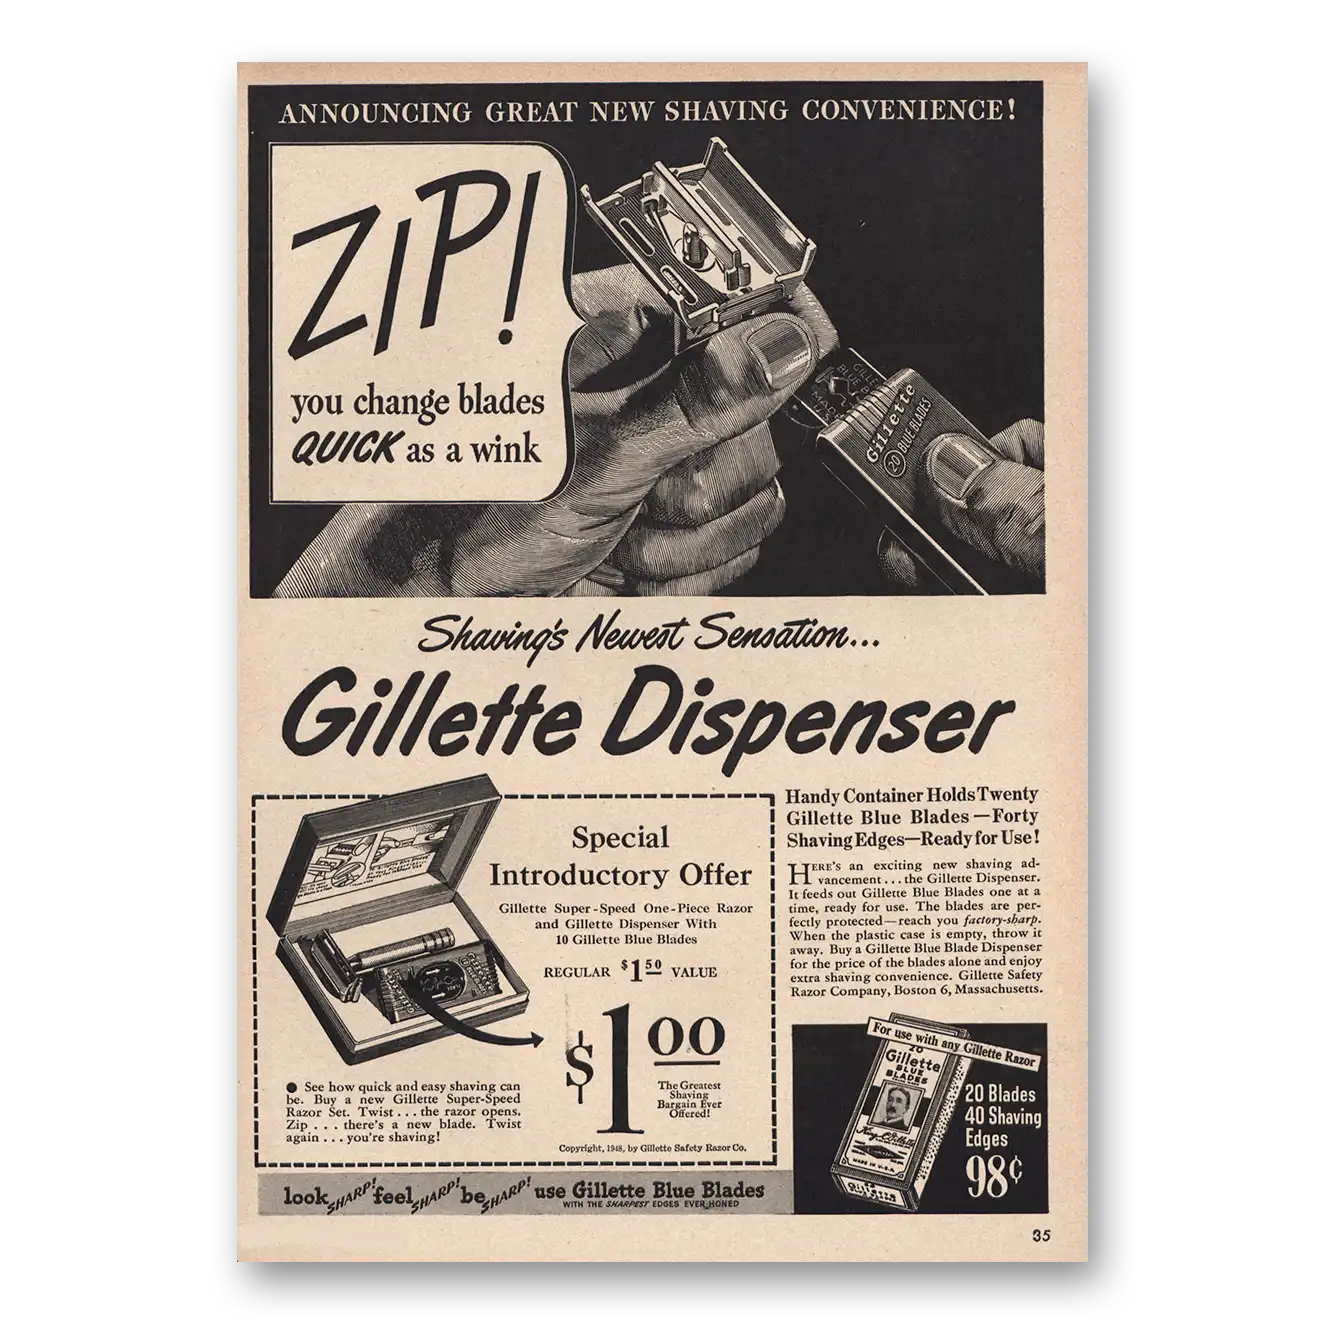 ANNOUNCING GREAT NEW SHAVING CONVENIENCE!
ZIP!
you change blades
QUICK as a wink
Gillette
20 BLUE BLADES
Shaving's Newest Sensation...
Gillette Dispenser
Special
Introductory Offer
Gillette Super-Speed One-Piece Razor
and Gillette Dispenser With
10 Gillette Blue Blades
REGULAR $1.50 VALUE
$1.00
The Greatest
Shaving
Bargain Ever
Offered!
● See how quick and easy shaving can
be. Buy a new Gillette Super-Speed
Razor Set. Twist . . . the razor opens.
Zip . . . there's a new blade. Twist
again . . . you're shaving!
Copyright, 1948, by Gillette Safety Razor Co.
look SHARP! feel SHARP! be SHARP! use Gillette Blue Blades
WITH THE SHARPEST EDGES EVER HONED
Handy Container Holds Twenty
Gillette Blue Blades—Forty
Shaving Edges—Ready for Use!
HERE'S an exciting new shaving ad-
vancement . . . the Gillette Dispenser.
It feeds out Gillette Blue Blades one at a
time, ready for use. The blades are per-
fectly protected—reach you factory-sharp.
When the plastic case is empty, throw it
away. Buy a Gillette Blue Blade Dispenser
for the price of the blades alone and enjoy
extra shaving convenience. Gillette Safety
Razor Company, Boston 6, Massachusetts.
For use with any Gillette Razor
20
Gillette
BLUE
BLADES
MADE IN U.S.A.
20 Blades
40 Shaving
Edges
98¢
35